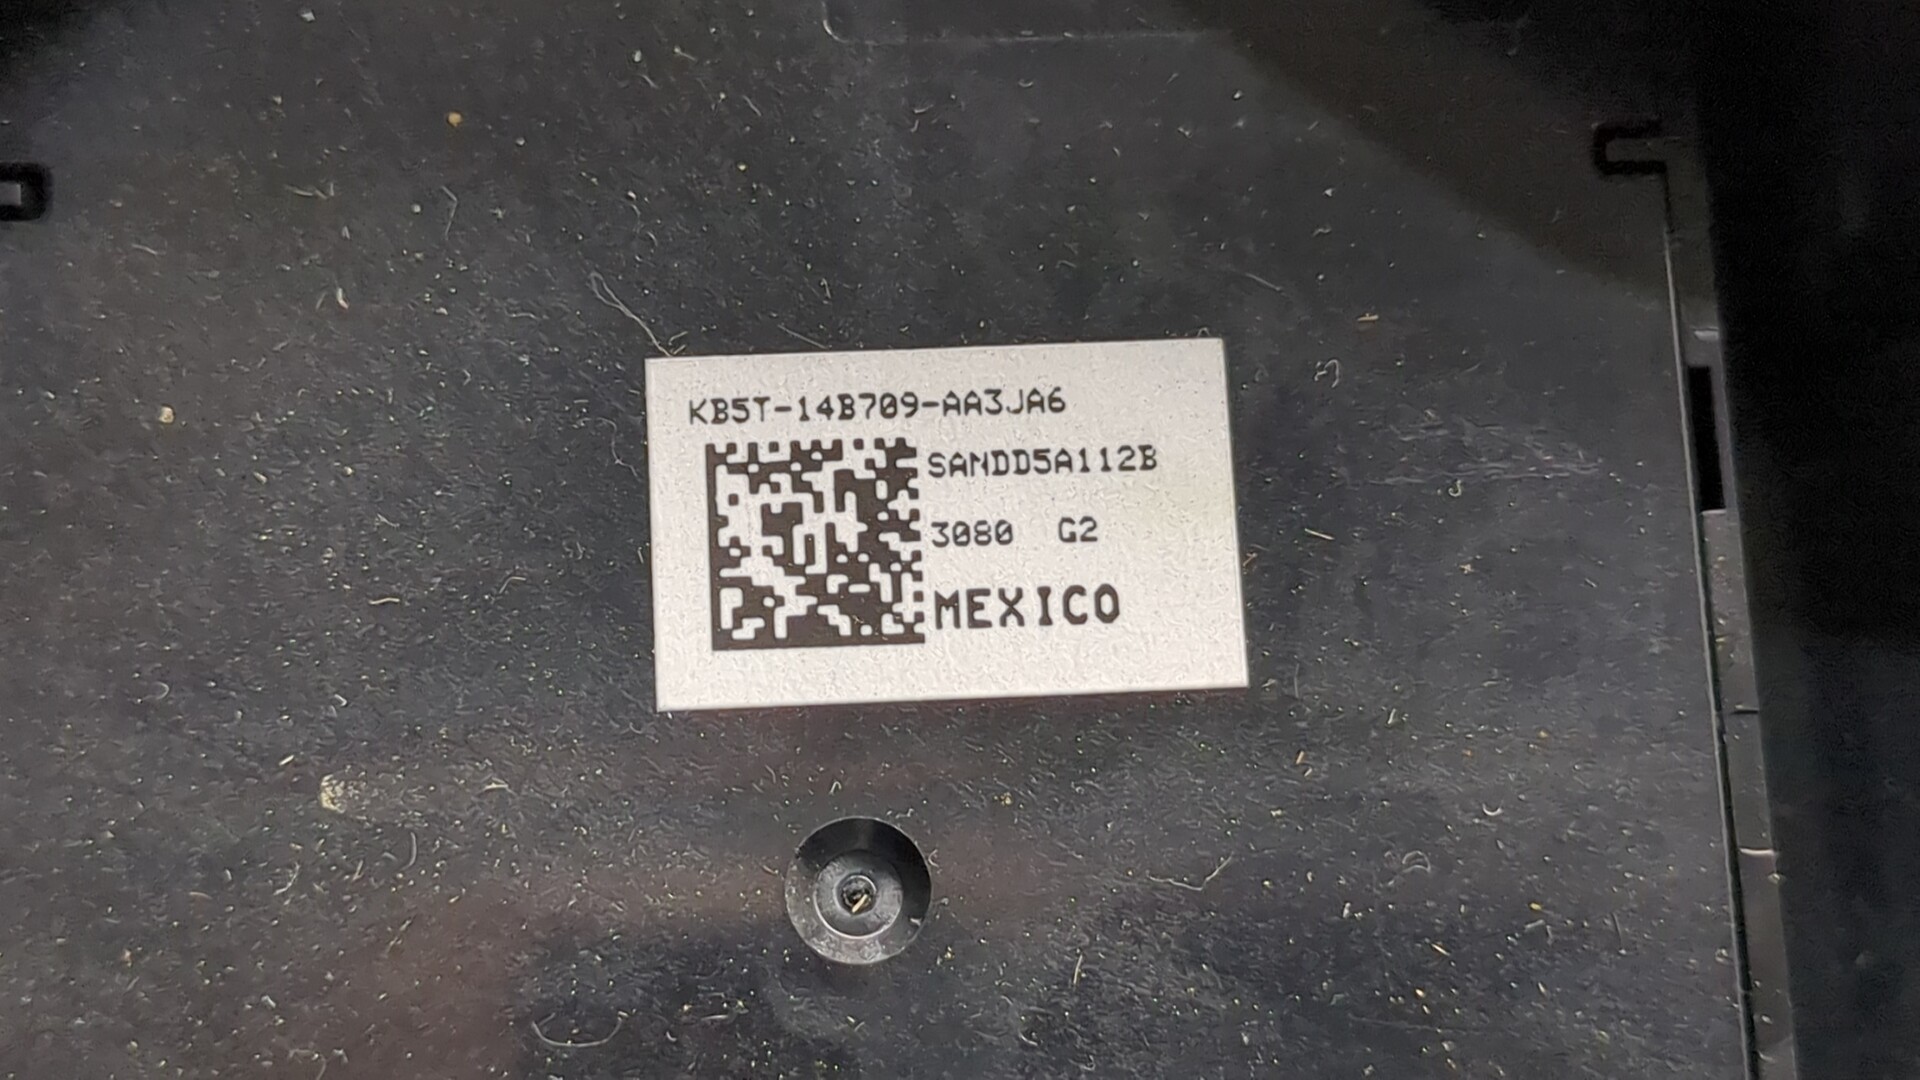 KB5T-14B709-AA3JA6
SANDD5A112B
3080 G2
MEXICO